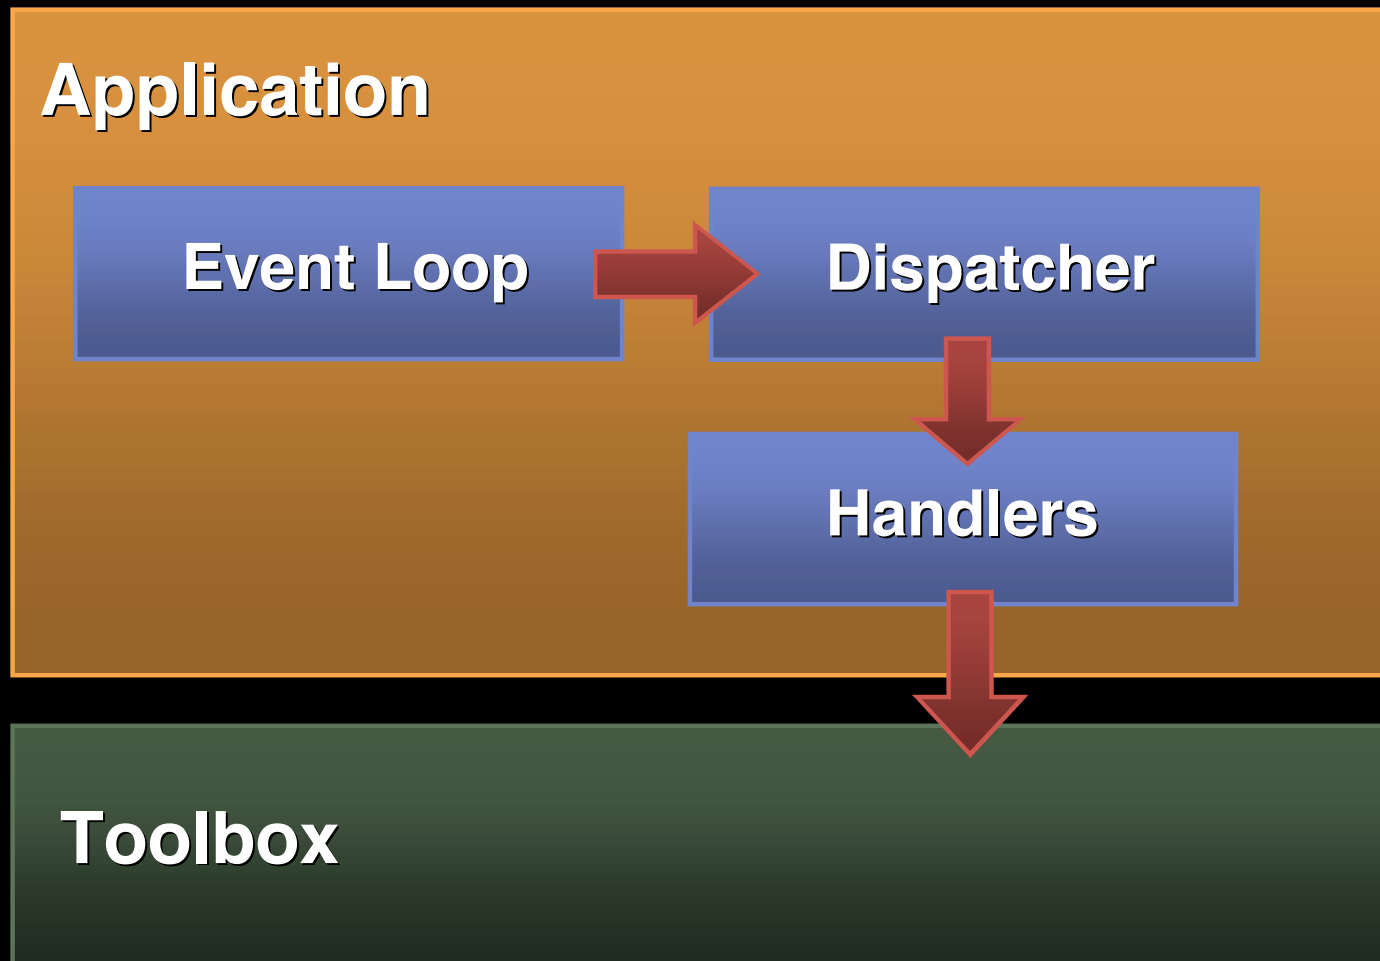 Application
Event Loop
Dispatcher
Handlers
Toolbox